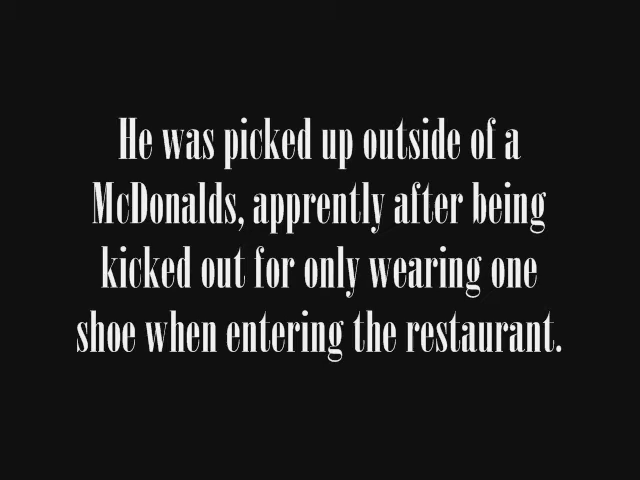 He was picked up outside of a
McDonalds, apprently after being
kicked out for only wearing one
shoe when entering the restaurant.